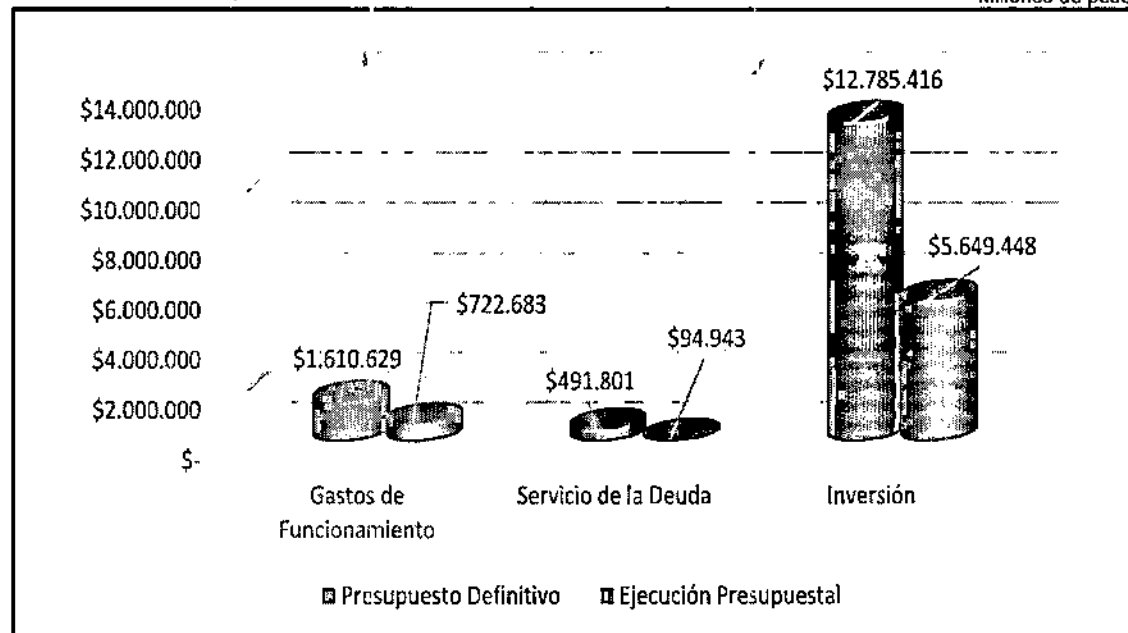 $12.785.416
$14.000.000
$12.000.000
$10.000.000
$8.000.000
$5.649.448
$6.000.000
$722.683
$4.000.000
$1.610.629
$94.943
$491.801
$2.000.000
$-
Gastos de
Funcionamiento
Servicio de la Deuda
Inversión
Presupuesto Definitivo
Ejecución Presupuestal